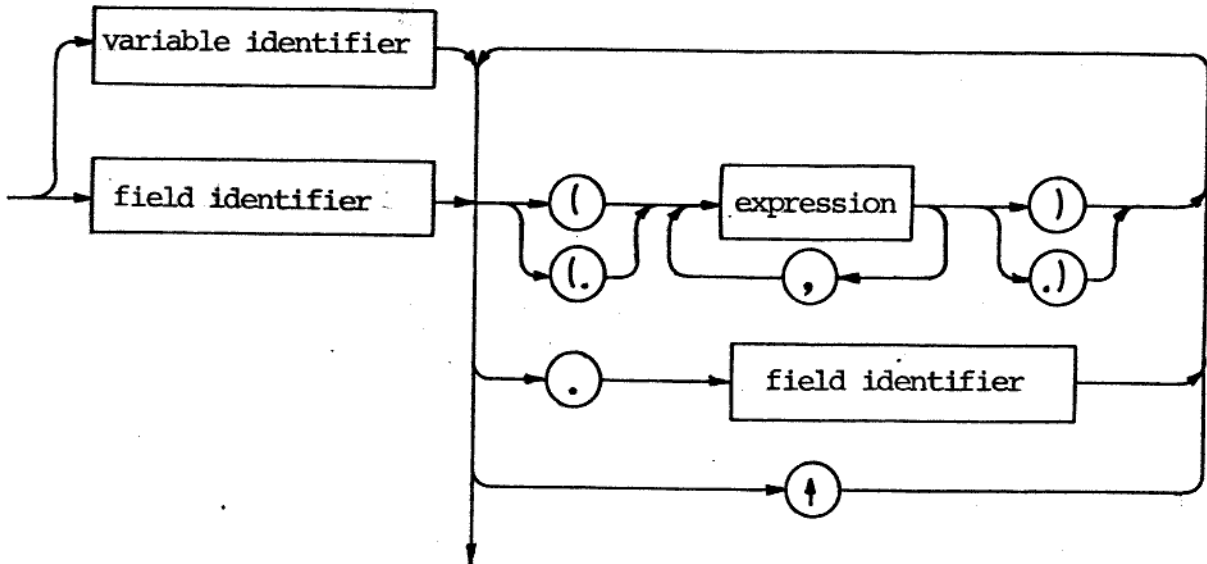 variable identifier
field identifier
(
expression
)
(.
,
.)
.
field identifier
↑